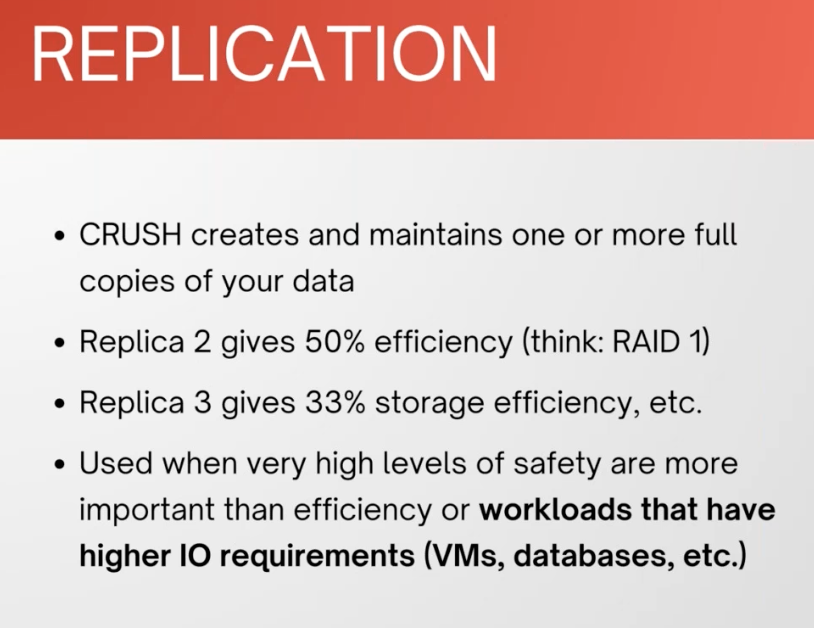 REPLICATION
• CRUSH creates and maintains one or more full
copies of your data
• Replica 2 gives 50% efficiency (think: RAID 1)
• Replica 3 gives 33% storage efficiency, etc.
• Used when very high levels of safety are more
important than efficiency or workloads that have
higher IO requirements (VMs, databases, etc.)